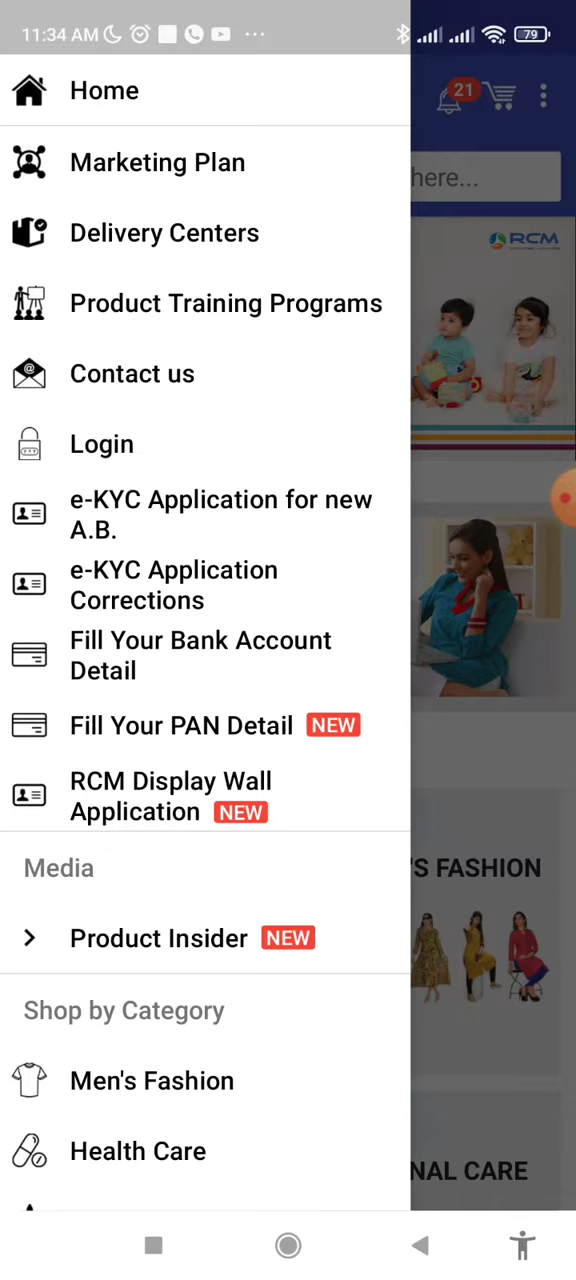 11:34 AM
79
Home
21
Marketing Plan
here...
Delivery Centers
RCM
Product Training Programs
Contact us
Login
e-KYC Application for new
A.B.
e-KYC Application
Corrections
Fill Your Bank Account
Detail
Fill Your PAN Detail NEW
RCM Display Wall
Application NEW
Media
'S FASHION
Product Insider NEW
Shop by Category
Men's Fashion
Health Care
NAL CARE